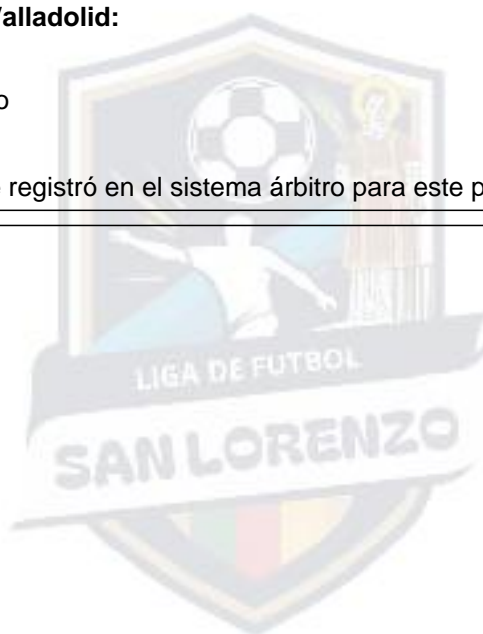 Valladolid:
o
registró en el sistema árbitro para este p
LIGA DE FUTBOL
SAN LORENZO